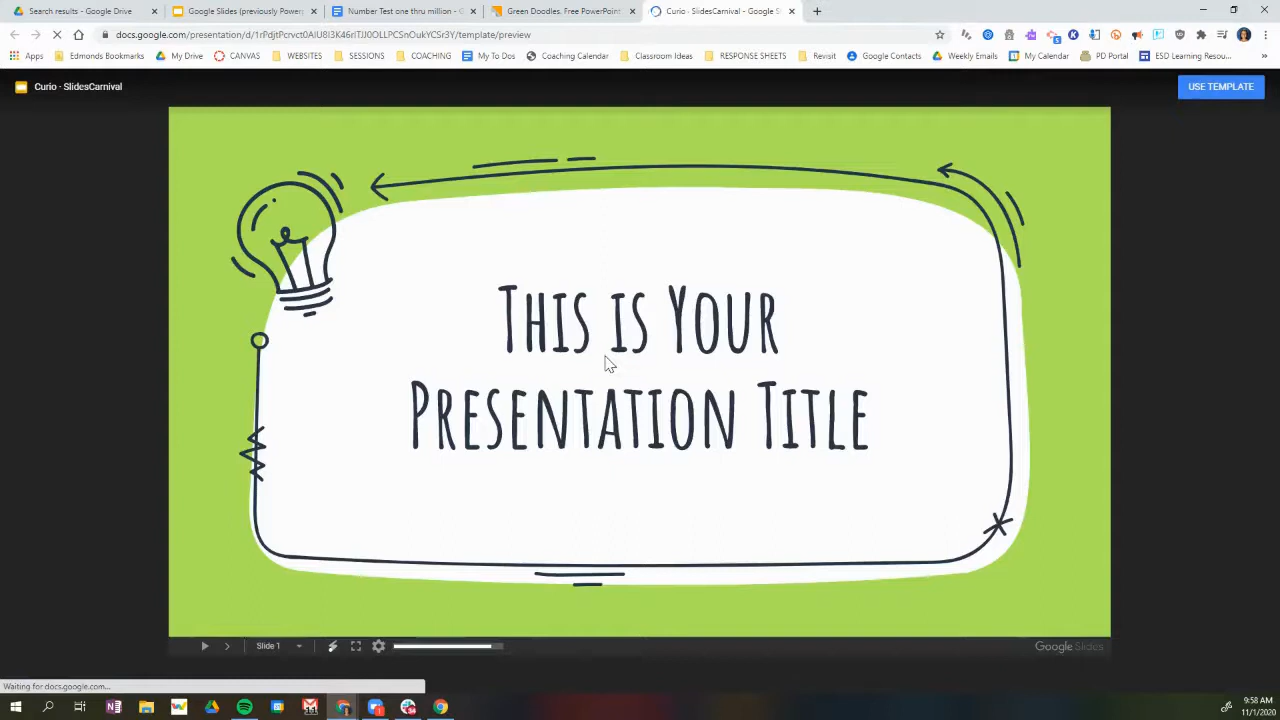 Search results - Google Drive
Google Slides (previously Powerp
Number Test one thru million - G
Green Doodles. Free PowerPoint
Curio · SlidesCarnival - Google S
docs.google.com/presentation/d/1rPdjtPcrvct0AIU8I3K46rITJJ0OLLPCSnOukYCSr3Y/template/preview
Apps
Edmonds Bookmarks
My Drive
CANVAS
WEBSITES
SESSIONS
COACHING
My To Dos
Coaching Calendar
Classroom Ideas
RESPONSE SHEETS
Revisit
Google Contacts
Weekly Emails
My Calendar
PD Portal
ESD Learning Resou...
Curio · SlidesCarnival
USE TEMPLATE
This is Your
Presentation Title
Slide 1
Google Slides
Waiting for docs.google.com...
9:58 AM
11/1/2020